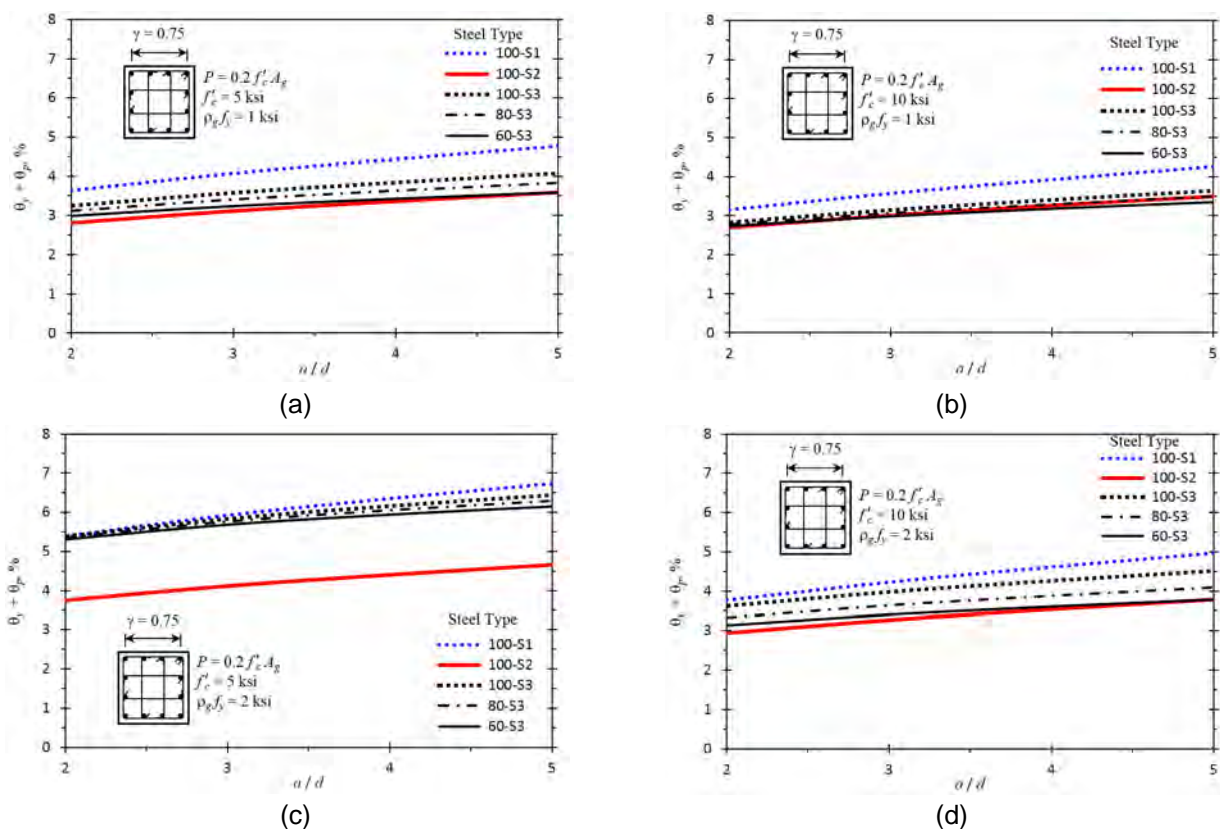 8
7
6
5
4
3
2
1
0
θy + θp, %
γ = 0.75
P = 0.2 f′c Ag
f′c = 5 ksi
ρg fy = 1 ksi
Steel Type
100-S1
100-S2
100-S3
80-S3
60-S3
2 3 4 5
a / d
(a)
8
7
6
5
4
3
2
1
0
θy + θp, %
γ = 0.75
P = 0.2 f′c Ag
f′c = 10 ksi
ρg fy = 1 ksi
Steel Type
100-S1
100-S2
100-S3
80-S3
60-S3
2 3 4 5
a / d
(b)
8
7
6
5
4
3
2
1
0
θy + θp, %
γ = 0.75
P = 0.2 f′c Ag
f′c = 5 ksi
ρg fy = 2 ksi
Steel Type
100-S1
100-S2
100-S3
80-S3
60-S3
2 3 4 5
a / d
(c)
8
7
6
5
4
3
2
1
0
θy + θp, %
γ = 0.75
P = 0.2 f′c Ag
f′c = 10 ksi
ρg fy = 2 ksi
Steel Type
100-S1
100-S2
100-S3
80-S3
60-S3
2 3 4 5
a / d
(d)